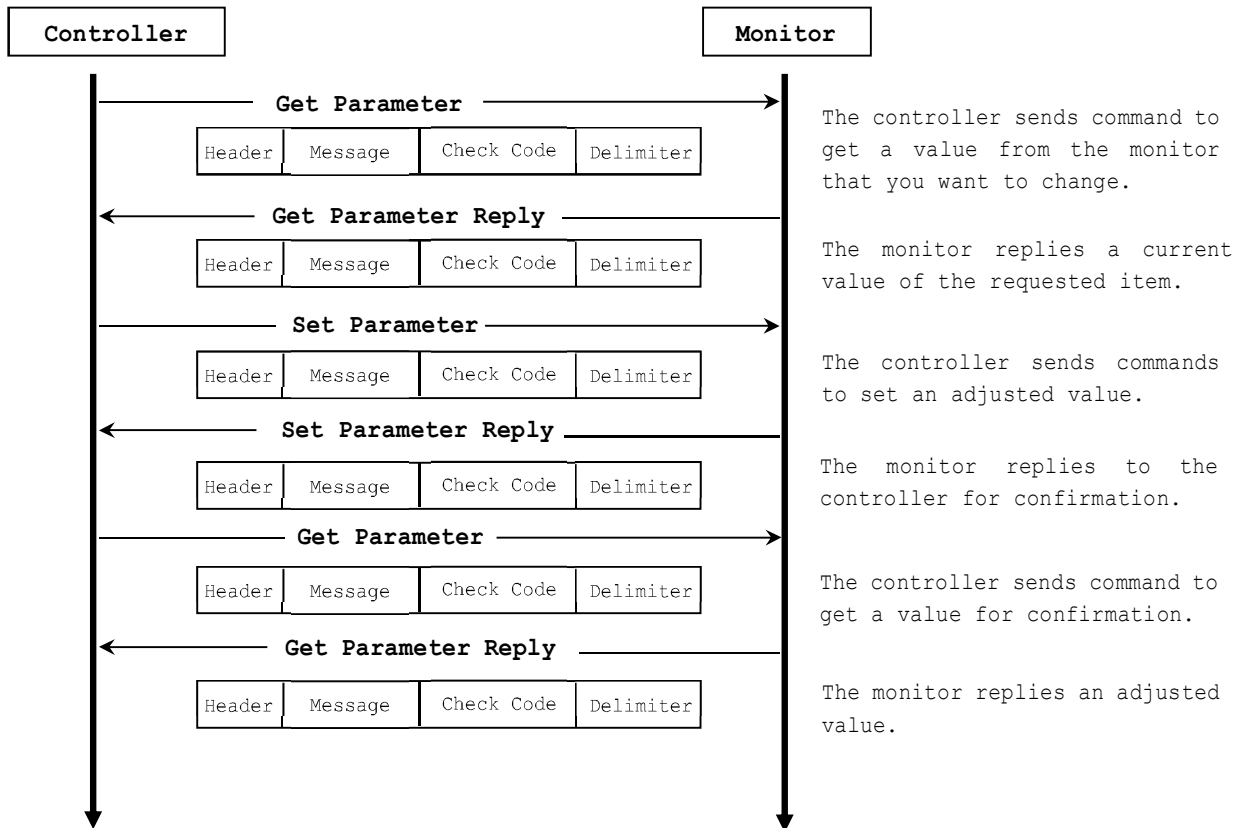 Controller
Monitor
Get Parameter
Header Message Check Code Delimiter
The controller sends command to
get a value from the monitor
that you want to change.
Get Parameter Reply
Header Message Check Code Delimiter
The monitor replies a current
value of the requested item.
Set Parameter
Header Message Check Code Delimiter
The controller sends commands
to set an adjusted value.
Set Parameter Reply
Header Message Check Code Delimiter
The monitor replies to the
controller for confirmation.
Get Parameter
Header Message Check Code Delimiter
The controller sends command to
get a value for confirmation.
Get Parameter Reply
Header Message Check Code Delimiter
The monitor replies an adjusted
value.